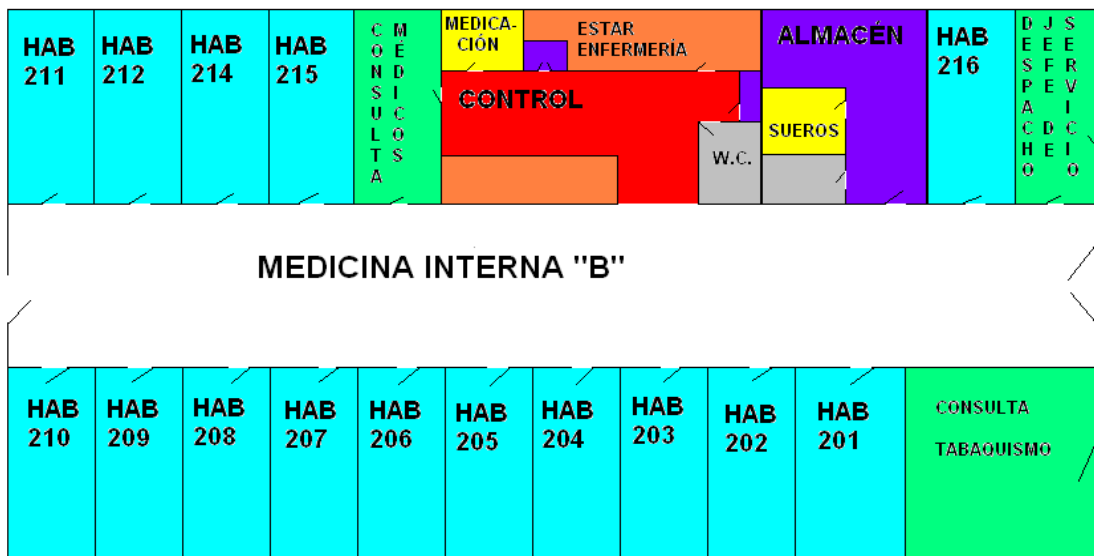 HAB
211
HAB
212
HAB
214
HAB
215
CONSULTA
MÉDICOS
MEDICA-
CIÓN
ESTAR
ENFERMERÍA
CONTROL
W.C.
ALMACÉN
SUEROS
HAB
216
DESPACHO
JEFE DE
SERVICIO
MEDICINA INTERNA "B"
HAB
210
HAB
209
HAB
208
HAB
207
HAB
206
HAB
205
HAB
204
HAB
203
HAB
202
HAB
201
CONSULTA
TABAQUISMO